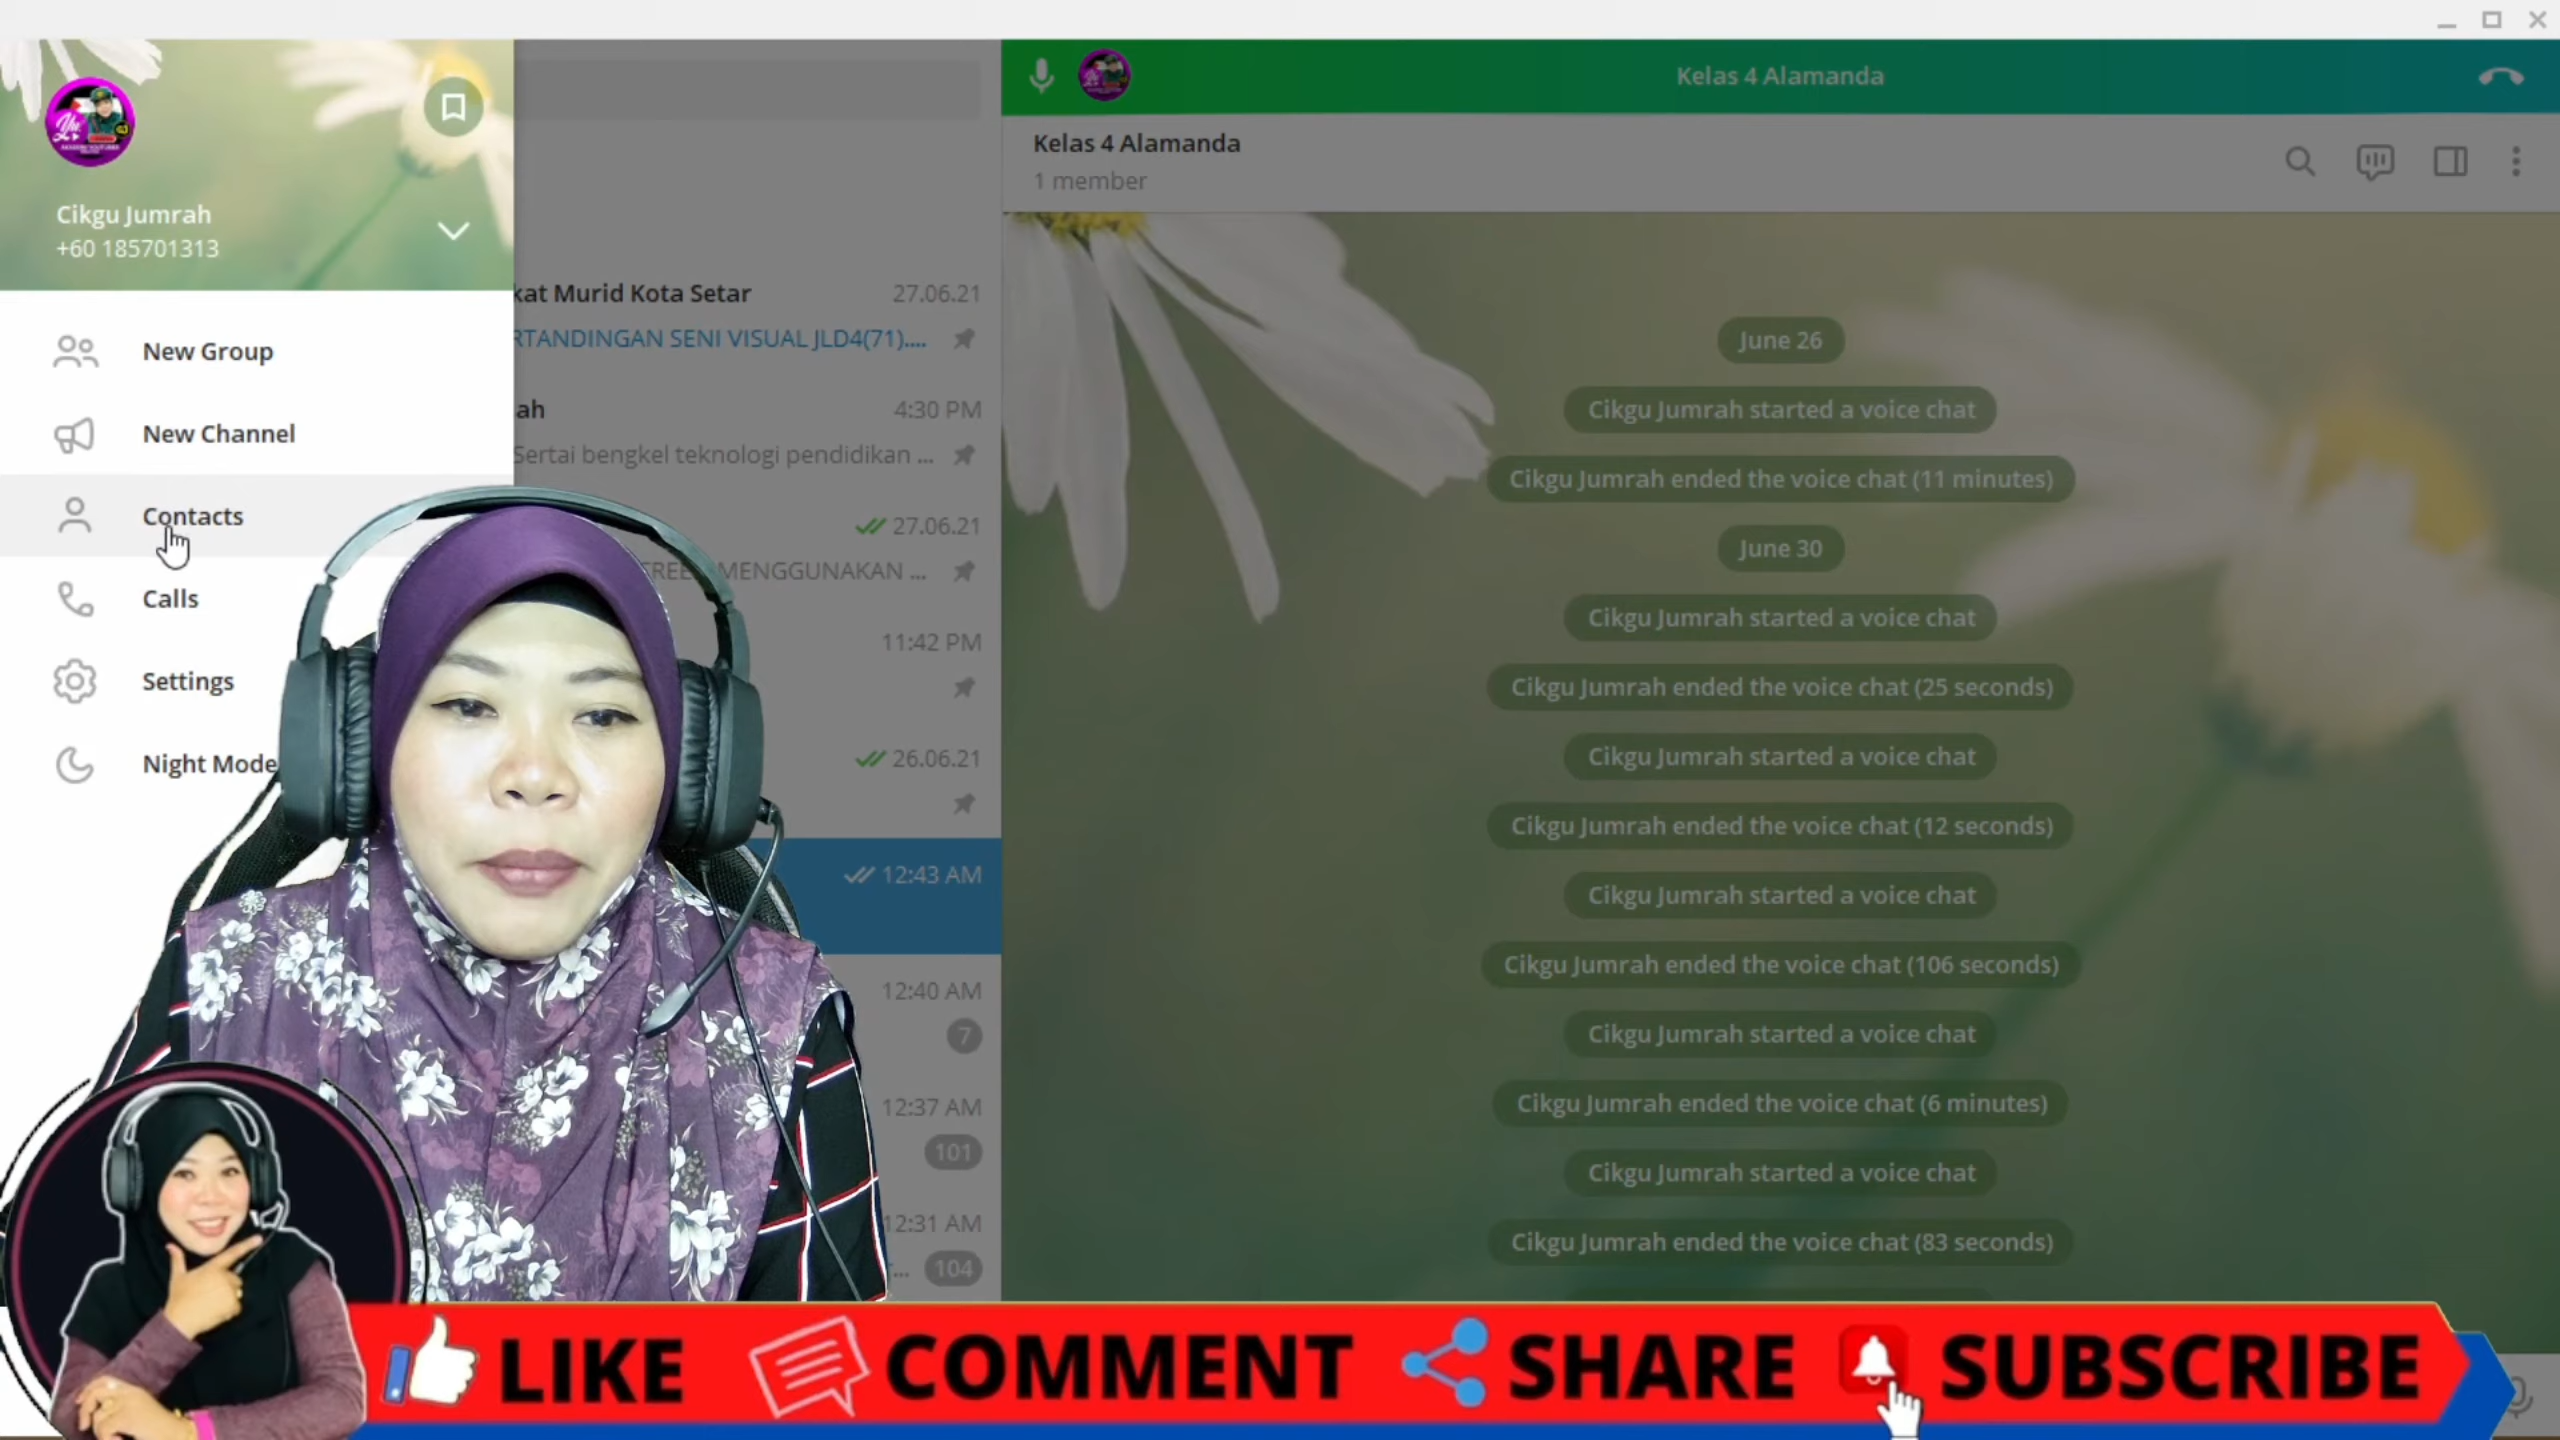 Kelas 4 Alamanda
Kelas 4 Alamanda
1 member
Cikgu Jumrah
+60 185701313
New Group
New Channel
Contacts
Calls
Settings
Night Mode
kat Murid Kota Setar 27.06.21
RTANDINGAN SENI VISUAL JLD4(71)....
ah 4:30 PM
Sertai bengkel teknologi pendidikan ...
27.06.21
MENGGUNAKAN ...
11:42 PM
26.06.21
12:43 AM
12:40 AM
7
12:37 AM
101
12:31 AM
... 104
June 26
Cikgu Jumrah started a voice chat
Cikgu Jumrah ended the voice chat (11 minutes)
June 30
Cikgu Jumrah started a voice chat
Cikgu Jumrah ended the voice chat (25 seconds)
Cikgu Jumrah started a voice chat
Cikgu Jumrah ended the voice chat (12 seconds)
Cikgu Jumrah started a voice chat
Cikgu Jumrah ended the voice chat (106 seconds)
Cikgu Jumrah started a voice chat
Cikgu Jumrah ended the voice chat (6 minutes)
Cikgu Jumrah started a voice chat
Cikgu Jumrah ended the voice chat (83 seconds)
LIKE COMMENT SHARE SUBSCRIBE